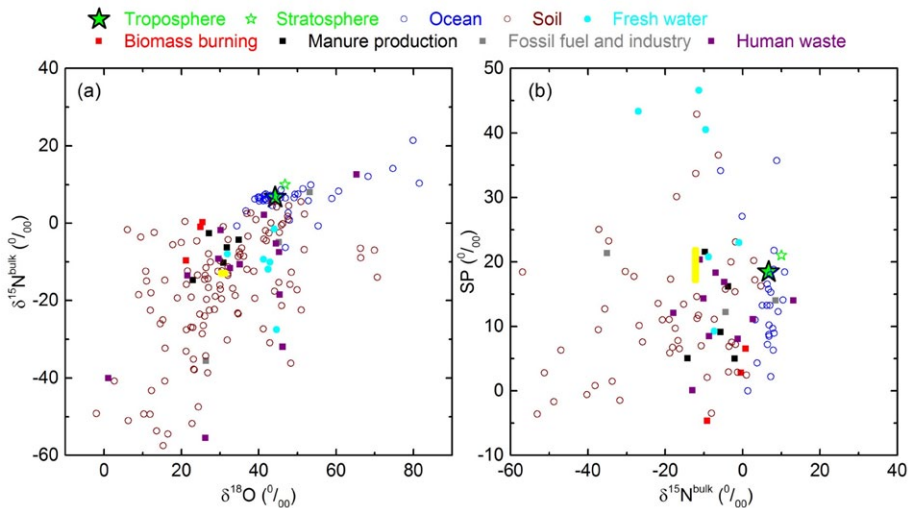 Troposphere Stratosphere Ocean Soil Fresh water
Biomass burning Manure production Fossil fuel and industry Human waste
(a)
40
20
0
-20
-40
-60
δ¹⁵Nᵇᵘˡᵏ (⁰/₀₀)
0 20 40 60 80
δ¹⁸O (⁰/₀₀)
(b)
50
40
30
20
10
0
-10
SP (⁰/₀₀)
-60 -40 -20 0 20 40
δ¹⁵Nᵇᵘˡᵏ (⁰/₀₀)